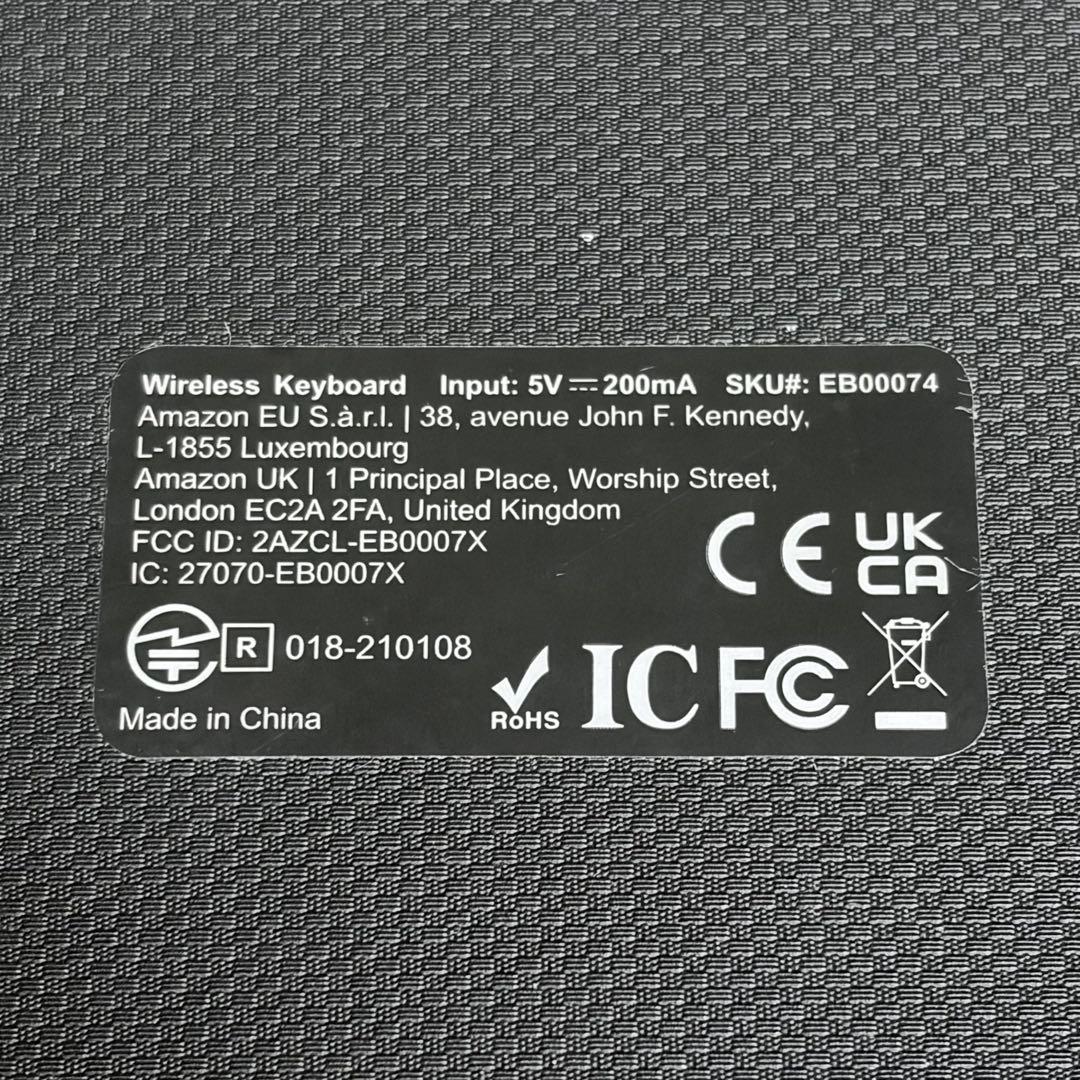 Wireless Keyboard Input: 5V⎓200mA SKU#: EB00074
Amazon EU S.à.r.l. | 38, avenue John F. Kennedy,
L-1855 Luxembourg
Amazon UK | 1 Principal Place, Worship Street,
London EC2A 2FA, United Kingdom
FCC ID: 2AZCL-EB0007X
IC: 27070-EB0007X
CE UK
CA
R 018-210108
RoHS IC FC
Made in China